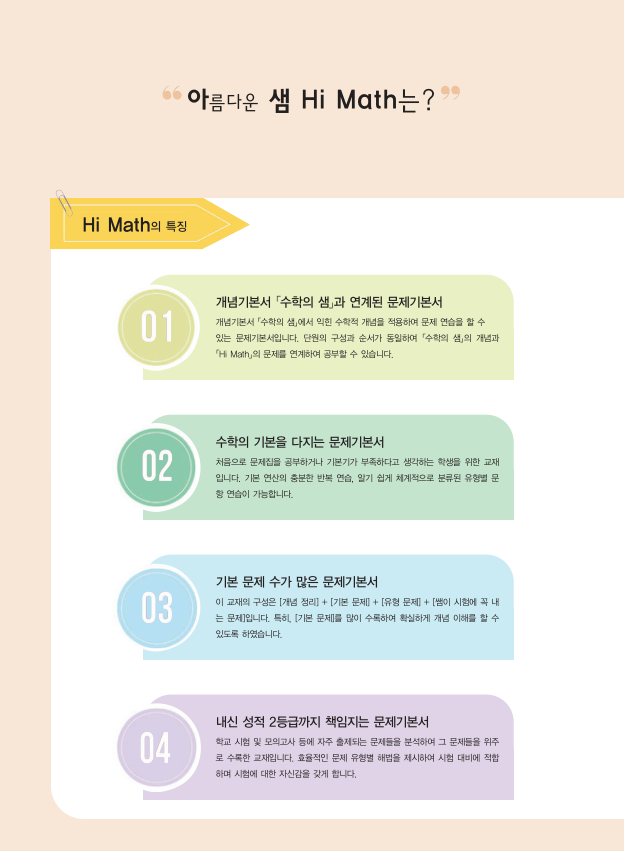 “ 아름다운 샘 Hi Math는? ”
Hi Math의 특징
01
개념기본서 「수학의 샘」과 연계된 문제기본서
개념기본서 「수학의 샘」에서 익힌 수학적 개념을 적용하여 문제 연습을 할 수
있는 문제기본서입니다. 단원의 구성과 순서가 동일하여 「수학의 샘」의 개념과
「Hi Math」의 문제를 연계하여 공부할 수 있습니다.
02
수학의 기본을 다지는 문제기본서
처음으로 문제집을 공부하거나 기본기가 부족하다고 생각하는 학생을 위한 교재
입니다. 기본 연산의 충분한 반복 연습, 알기 쉽게 체계적으로 분류된 유형별 문
항 연습이 가능합니다.
03
기본 문제 수가 많은 문제기본서
이 교재의 구성은 [개념 정리] + [기본 문제] + [유형 문제] + [쌤이 시험에 꼭 내
는 문제]입니다. 특히, [기본 문제]를 많이 수록하여 확실하게 개념 이해를 할 수
있도록 하였습니다.
04
내신 성적 2등급까지 책임지는 문제기본서
학교 시험 및 모의고사 등에 자주 출제되는 문제들을 분석하여 그 문제들을 위주
로 수록한 교재입니다. 효율적인 문제 유형별 해법을 제시하여 시험 대비에 적합
하며 시험에 대한 자신감을 갖게 합니다.